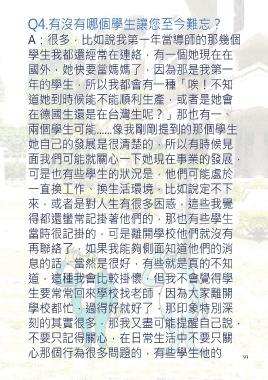 Q4.有沒有哪個學生讓您至今難忘？
A：很多，比如說我第一年當導師的那幾個
學生我都還經常在連絡，有一個她現在在
國外，她快要當媽媽了，因為那是我第一
年的學生，所以我都會有一種「唉！不知
道她到時候能不能順利生產，或者是她會
在德國生還是在台灣生呢？」那也有一、
兩個學生可能......像我剛剛提到的那個學生
她自己的發展是很清楚的，所以有時候見
面我們可能就關心一下她現在事業的發展，
可是也有些學生的狀況是，他們可能處於
一直換工作、換生活環境，比如說定不下
來，或者是對人生有很多困惑，這些我覺
得都還蠻常記掛著他們的，那也有些學生
當時很記掛的，可是離開學校他們就沒有
再聯絡了，如果我能夠側面知道他們的消
息的話，當然是很好，有些就是真的不知
道，這種我會比較掛懷，但我不會覺得學
生要常常回來學校找老師，因為大家離開
學校都忙，過得好就好了，那印象特別深
刻的其實很多，那我又盡可能提醒自己說，
不要只記得關心，在日常生活中不要只關
心那個行為很多問題的，有些學生他的
93